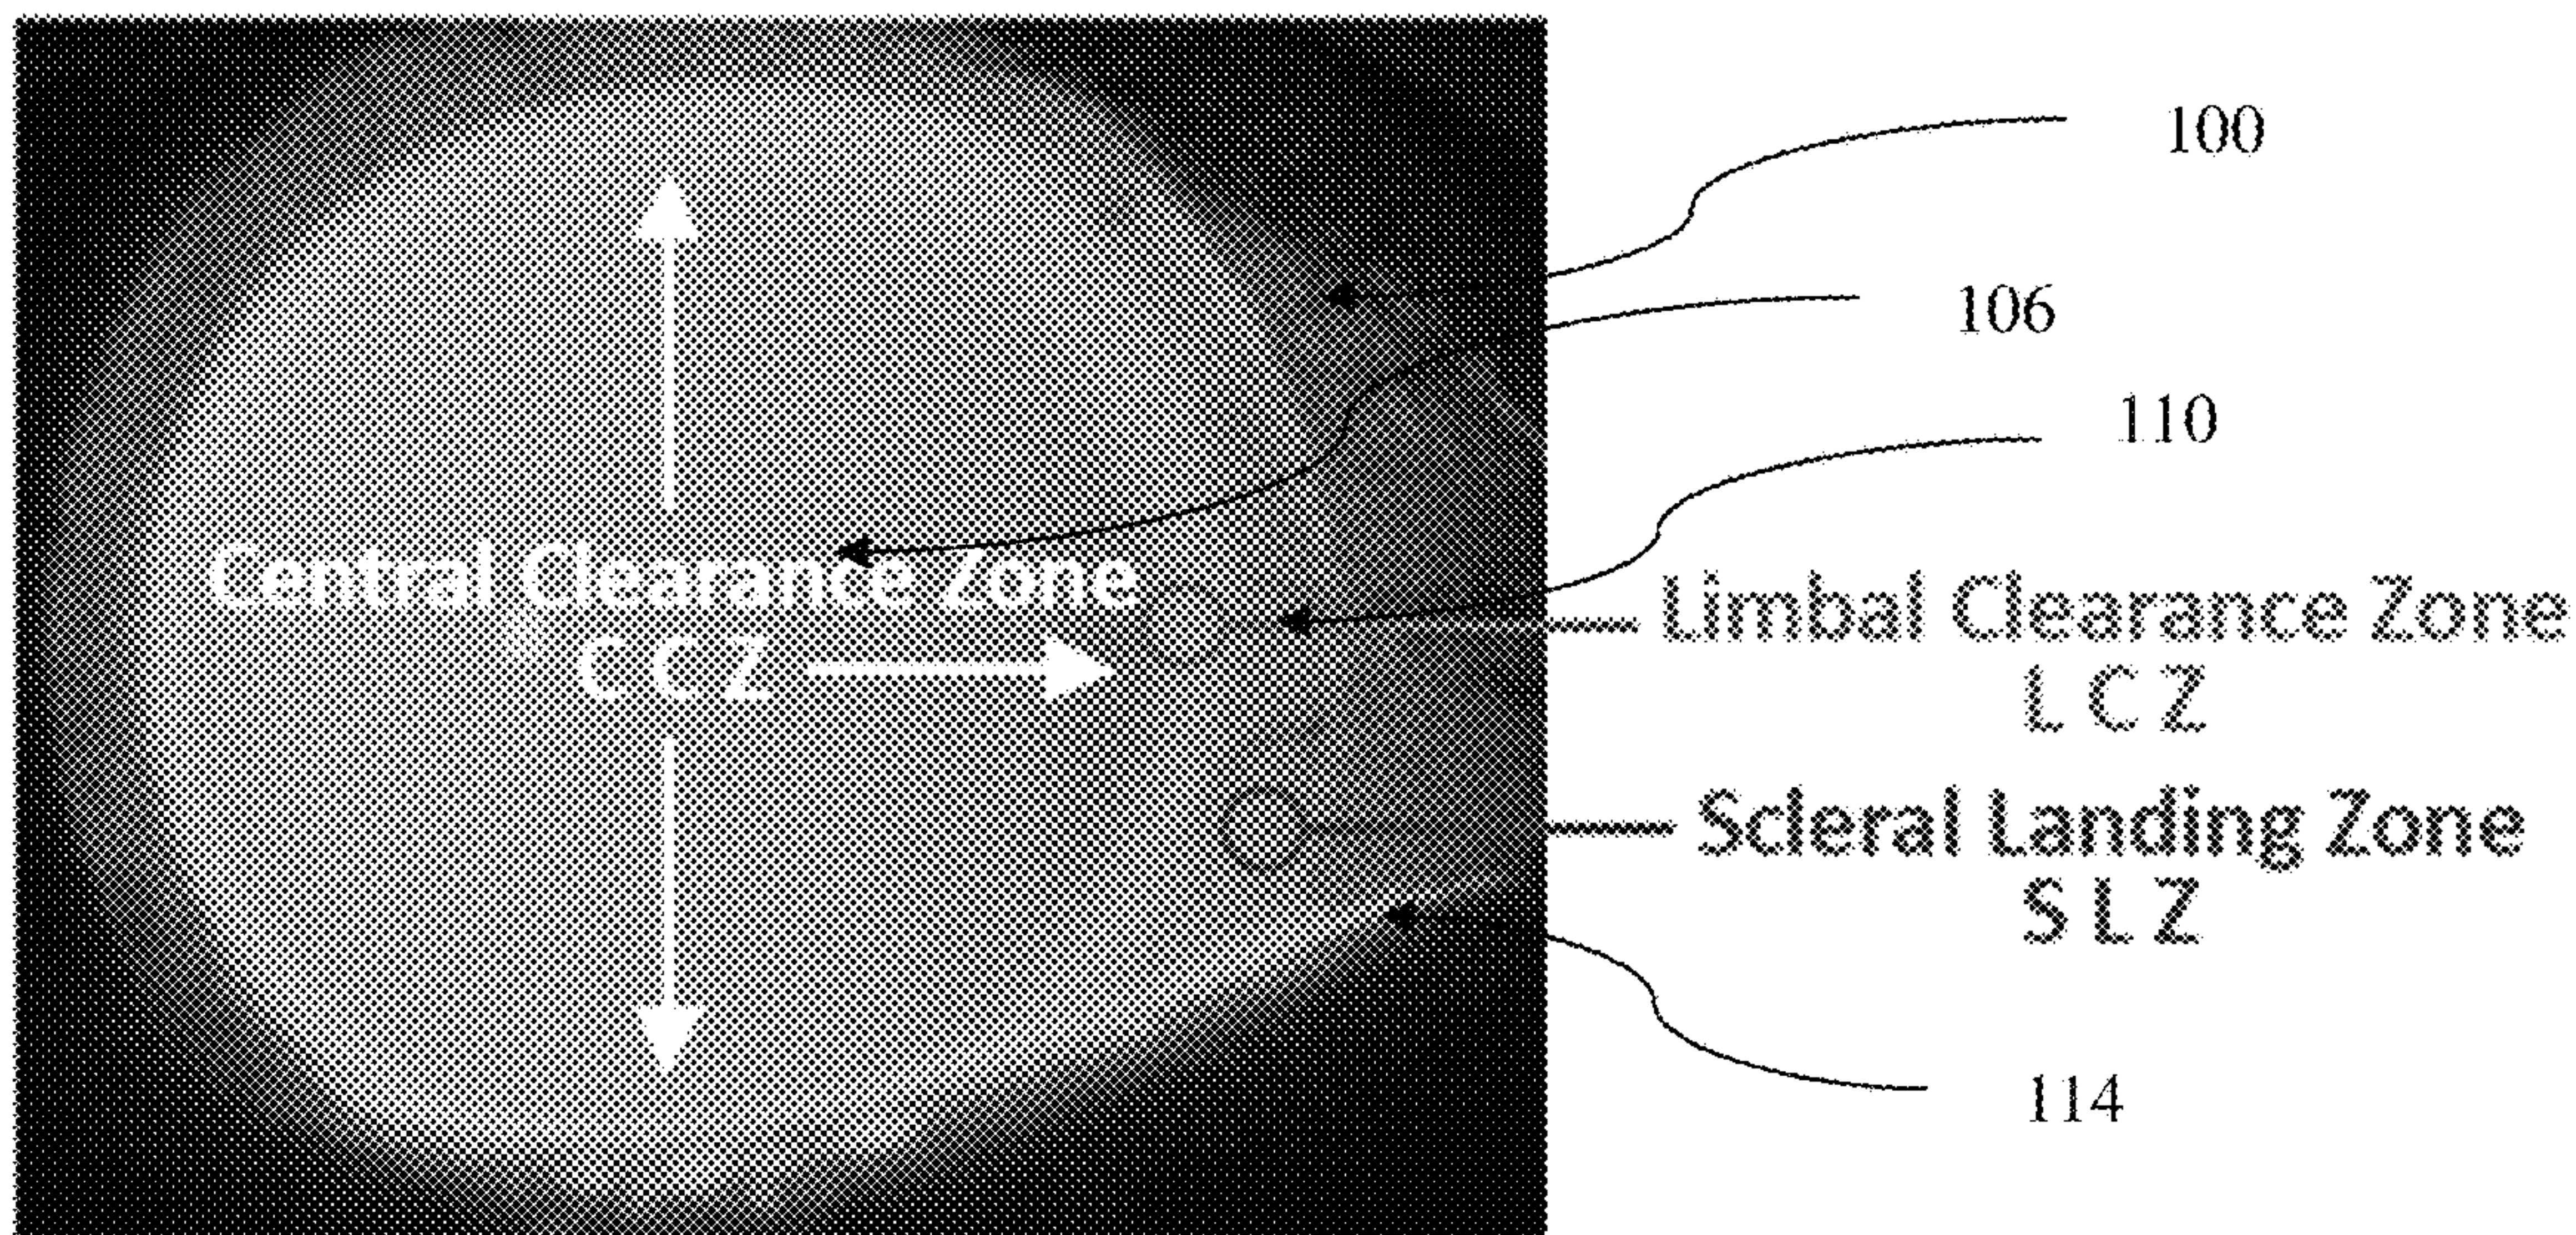 100
106
110
Central Clearance Zone
C C Z
Limbal Clearance Zone
L C Z
Scleral Landing Zone
S L Z
114